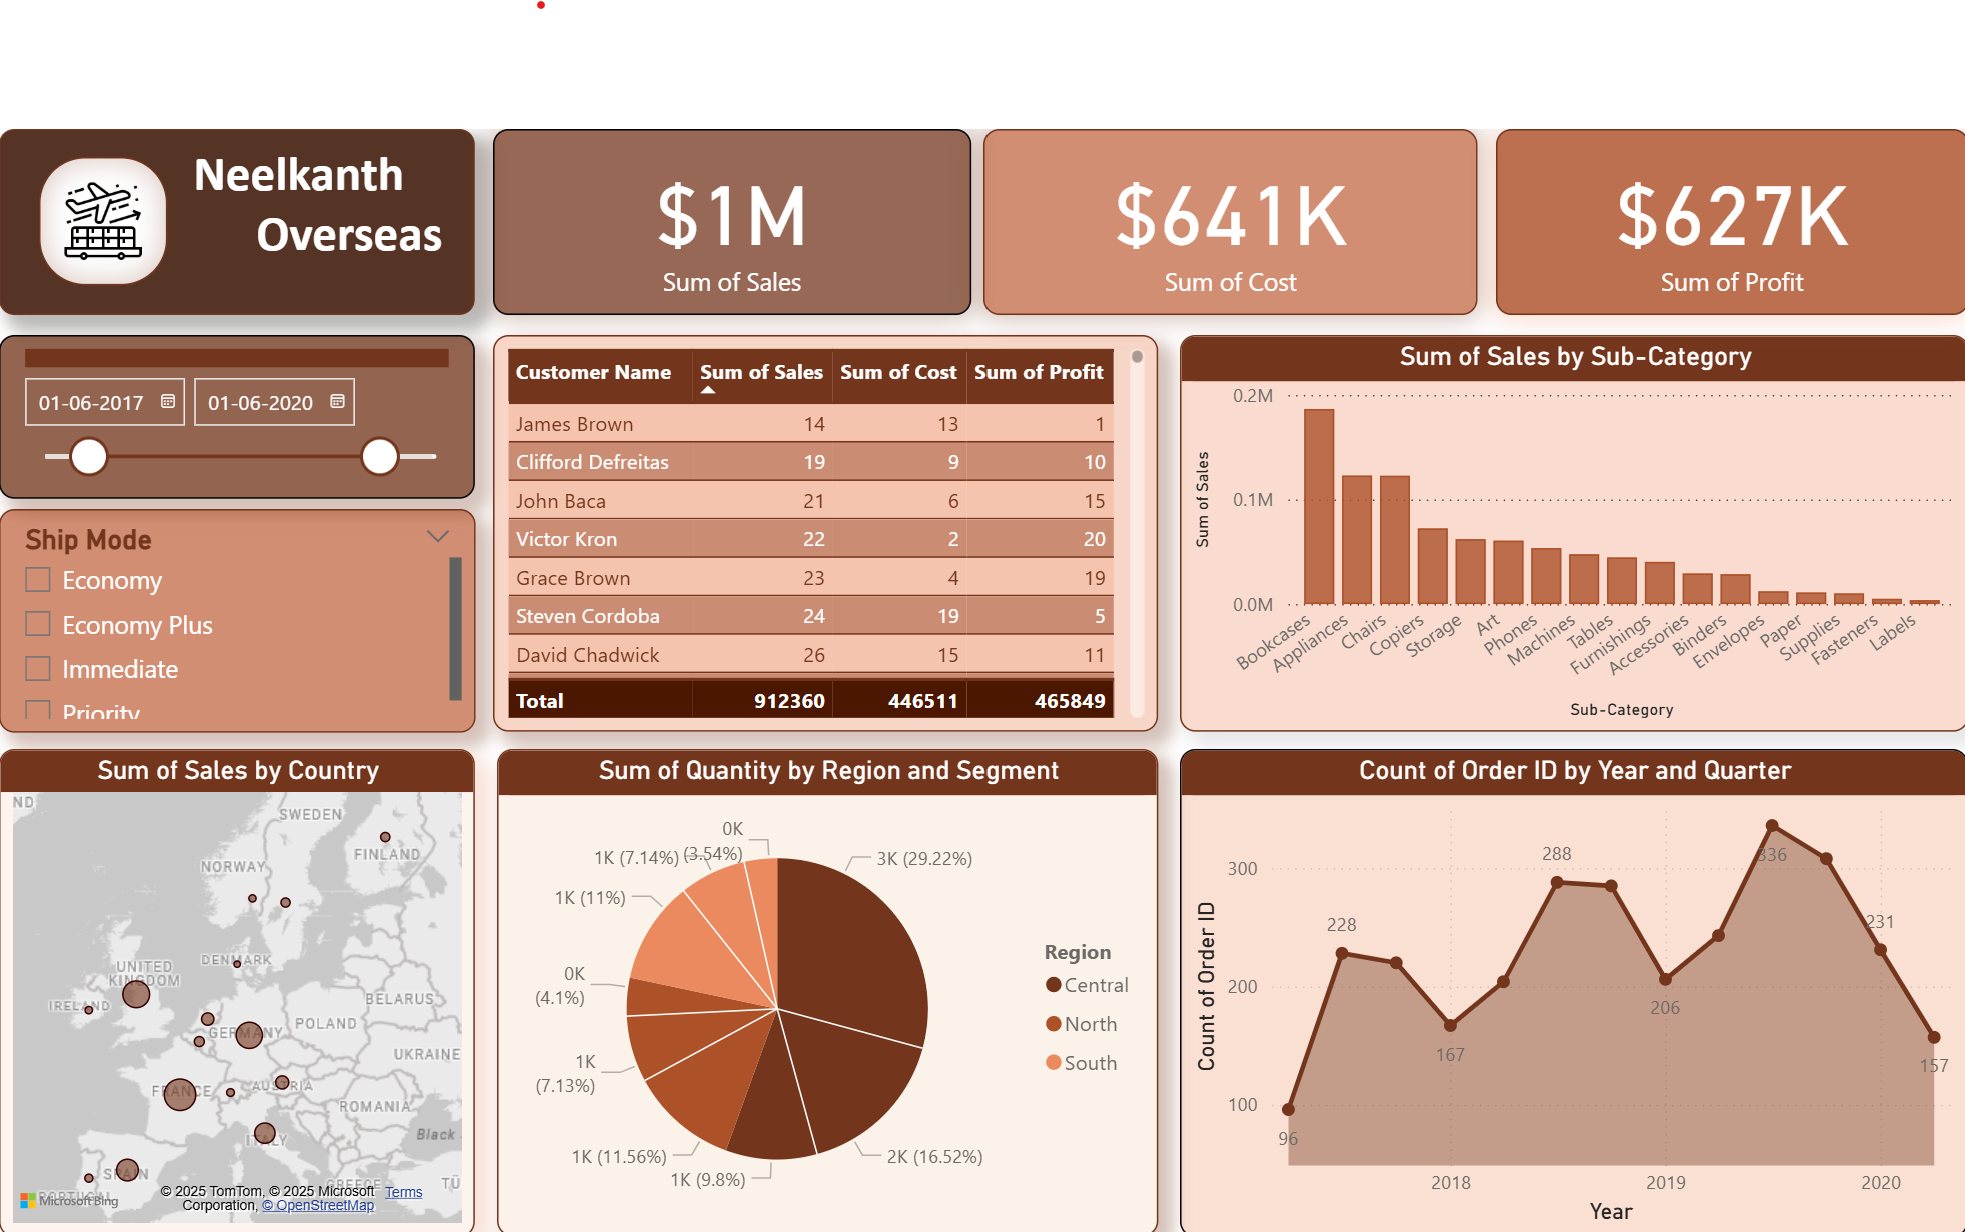 Neelkanth
Overseas
$1M
Sum of Sales
$641K
Sum of Cost
$627K
Sum of Profit
01-06-2017
01-06-2020
Ship Mode
Economy
Economy Plus
Immediate
Priority
Customer Name Sum of Sales Sum of Cost Sum of Profit
James Brown 14 13 1
Clifford Defreitas 19 9 10
John Baca 21 6 15
Victor Kron 22 2 20
Grace Brown 23 4 19
Steven Cordoba 24 19 5
David Chadwick 26 15 11
Total 912360 446511 465849
Sum of Sales by Sub-Category
Sum of Sales
0.2M
0.1M
0.0M
Bookcases
Appliances
Chairs
Copiers
Storage
Art
Phones
Machines
Tables
Furnishings
Accessories
Binders
Envelopes
Paper
Supplies
Fasteners
Labels
Sub-Category
Sum of Sales by Country
ND
SWEDEN
FINLAND
NORWAY
DENMARK
UNITED
KINGDOM
IRELAND
BELARUS
GERMANY
POLAND
UKRAINE
FRANCE
AUSTRIA
ROMANIA
ITALY
Black
SPAIN
PORTUGAL
GREECE
TÜ
Microsoft Bing
© 2025 TomTom, © 2025 Microsoft Terms
Corporation, © OpenStreetMap
Sum of Quantity by Region and Segment
0K
(3.54%)
1K (7.14%)
3K (29.22%)
1K (11%)
0K
(4.1%)
1K
(7.13%)
1K (11.56%)
1K (9.8%)
2K (16.52%)
Region
Central
North
South
Count of Order ID by Year and Quarter
Count of Order ID
300
200
100
96
228
167
288
206
336
231
157
2018
2019
2020
Year